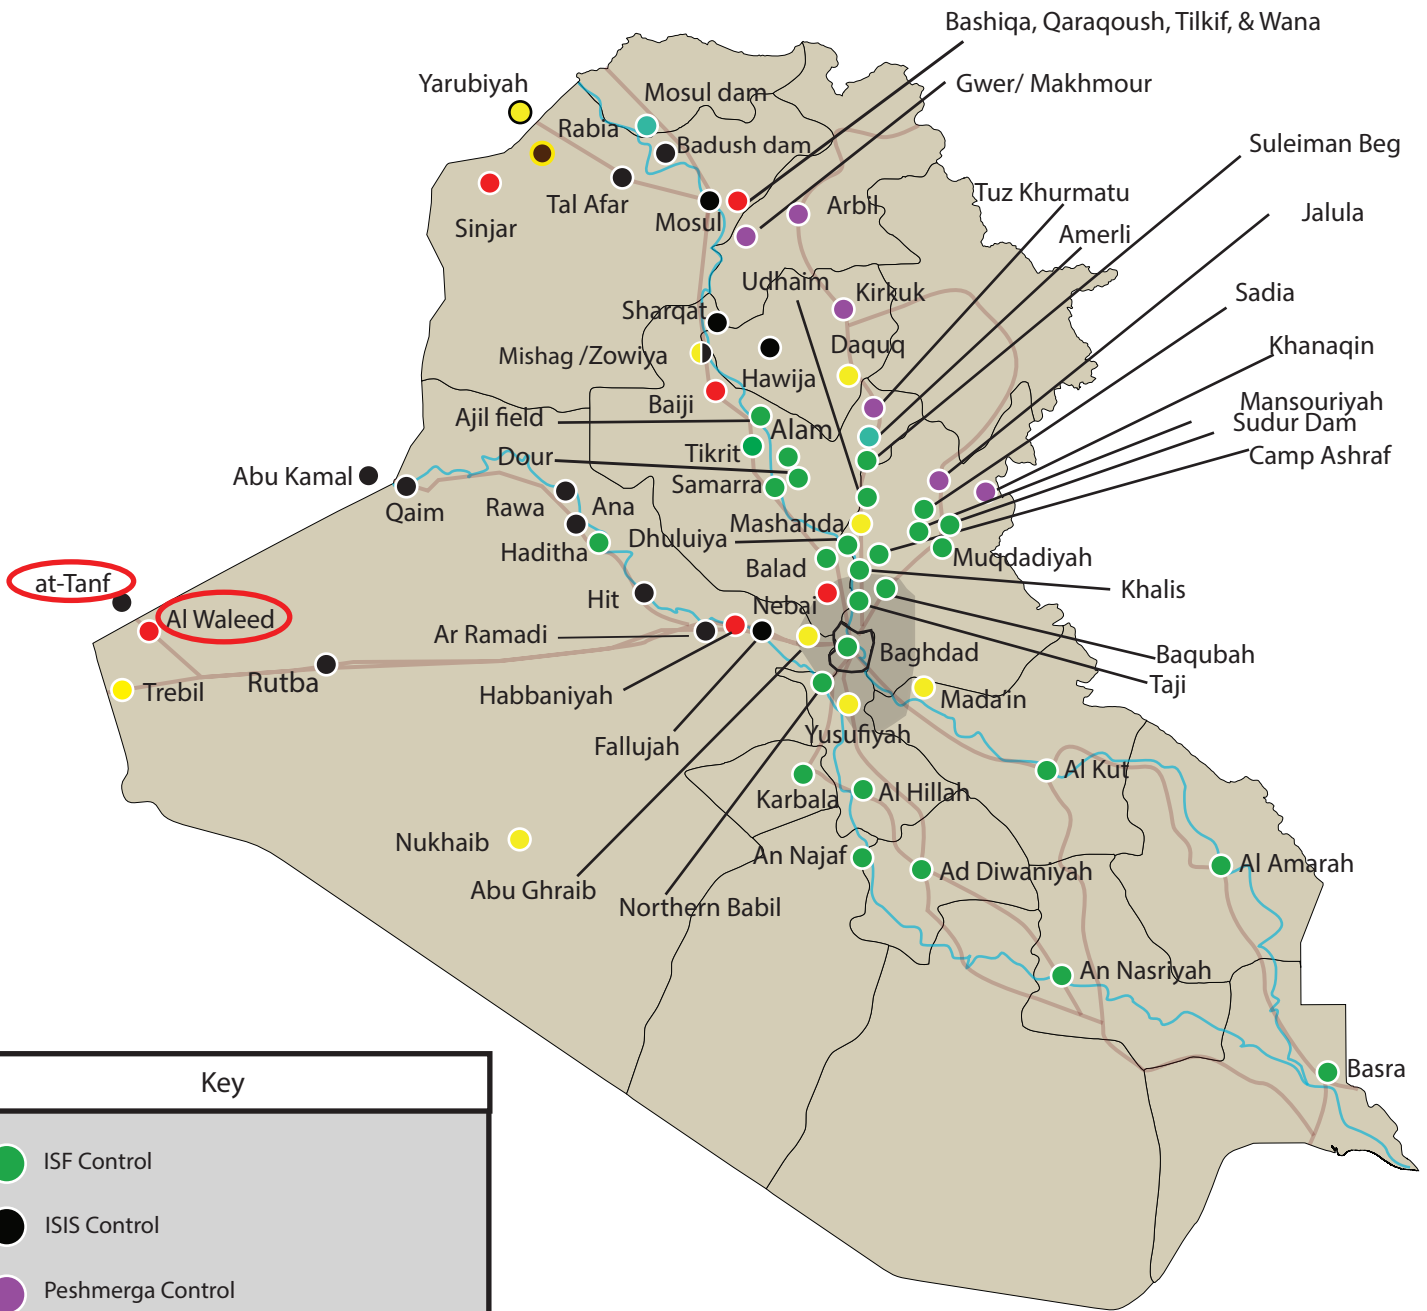 Bashiqa, Qaraqoush, Tilkif, & Wana
Yarubiyah
Mosul dam
Gwer/ Makhmour
Rabia
Badush dam
Suleiman Beg
Tal Afar
Tuz Khurmatu
Sinjar
Mosul
Arbil
Jalula
Amerli
Udhaim
Kirkuk
Sadia
Sharqat
Mishag /Zowiya
Daquq
Khanaqin
Hawija
Baiji
Mansouriyah
Ajil field
Alam
Sudur Dam
Tikrit
Dour
Camp Ashraf
Abu Kamal
Samarra
Qaim
Rawa
Ana
Mashahda
Dhuluiya
Haditha
Muqdadiyah
Balad
at-Tanf
Khalis
Hit
Nebai
Al Waleed
Ar Ramadi
Baghdad
Baqubah
Rutba
Taji
Trebil
Habbaniyah
Mada'in
Yusufiyah
Fallujah
Al Kut
Karbala
Al Hillah
Nukhaib
An Najaf
Al Amarah
Ad Diwaniyah
Abu Ghraib
Northern Babil
An Nasriyah
Basra
Key
ISF Control
ISIS Control
Peshmerga Control